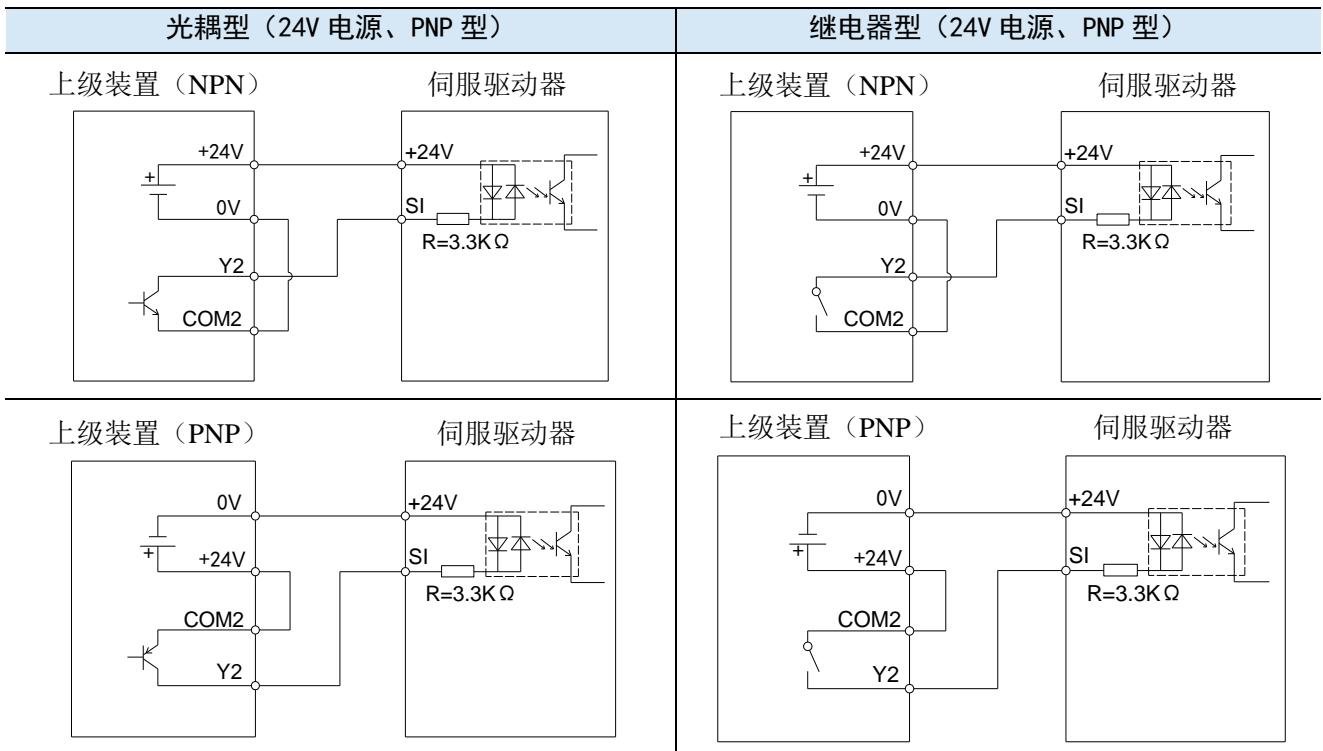 光耦型（24V 电源、PNP 型）
继电器型（24V 电源、PNP 型）
上级装置（NPN）
伺服驱动器
+24V
+24V
+
0V
SI
R=3.3KΩ
Y2
COM2
上级装置（NPN）
伺服驱动器
+24V
+24V
+
0V
SI
R=3.3KΩ
Y2
COM2
上级装置（PNP）
伺服驱动器
0V
+24V
+
+24V
SI
R=3.3KΩ
COM2
Y2
上级装置（PNP）
伺服驱动器
0V
+24V
+
+24V
SI
R=3.3KΩ
COM2
Y2